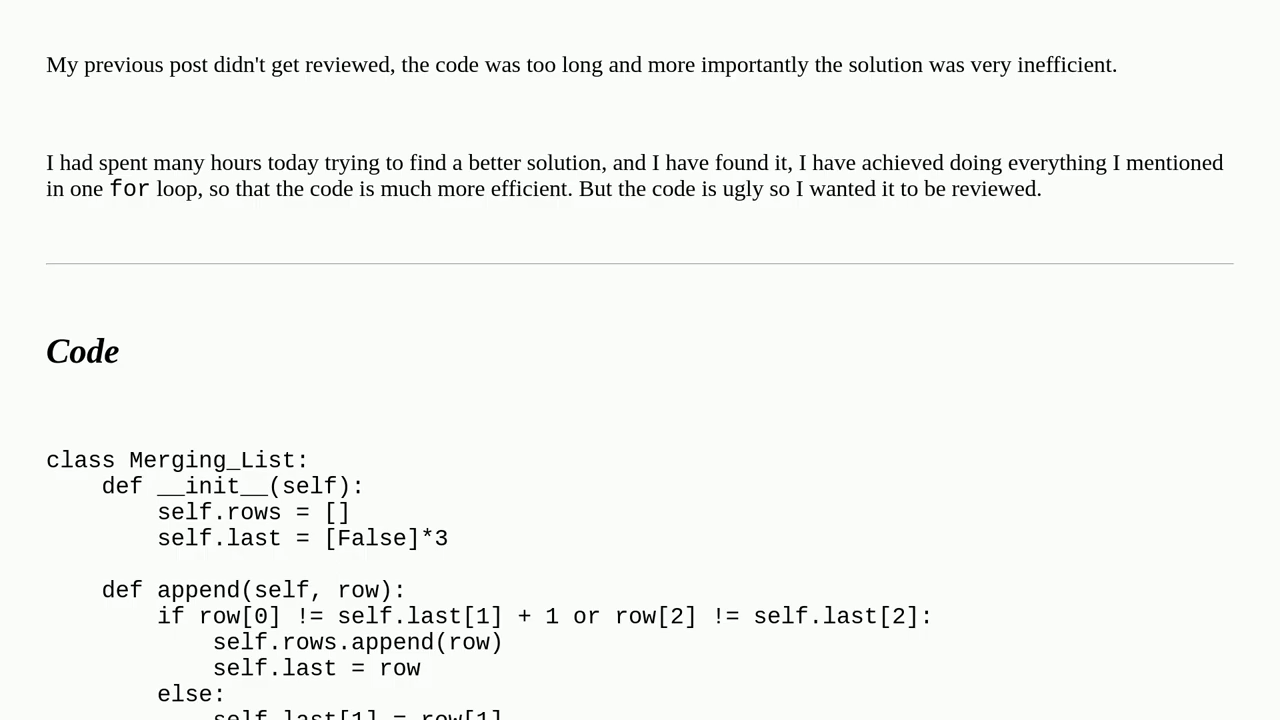 My previous post didn't get reviewed, the code was too long and more importantly the solution was very inefficient.
I had spent many hours today trying to find a better solution, and I have found it, I have achieved doing everything I mentioned
in one for loop, so that the code is much more efficient. But the code is ugly so I wanted it to be reviewed.
Code
class Merging_List:
    def __init__(self):
        self.rows = []
        self.last = [False]*3
    def append(self, row):
        if row[0] != self.last[1] + 1 or row[2] != self.last[2]:
            self.rows.append(row)
            self.last = row
        else:
            self.last[1] = row[1]